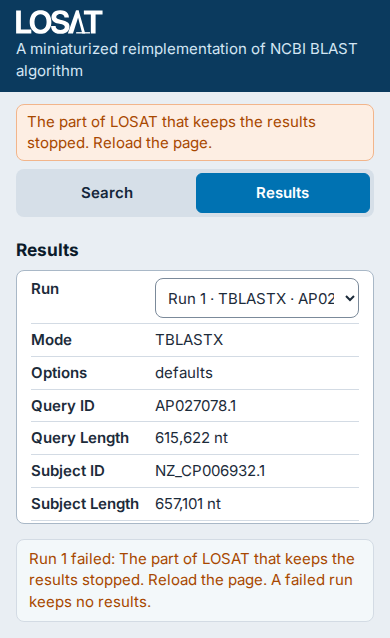 LOSAT
A miniaturized reimplementation of NCBI BLAST
algorithm
The part of LOSAT that keeps the results
stopped. Reload the page.
Search Results
Results
Run Run 1 · TBLASTX · AP02
Mode TBLASTX
Options defaults
Query ID AP027078.1
Query Length 615,622 nt
Subject ID NZ_CP006932.1
Subject Length 657,101 nt
Run 1 failed: The part of LOSAT that keeps the
results stopped. Reload the page. A failed run
keeps no results.